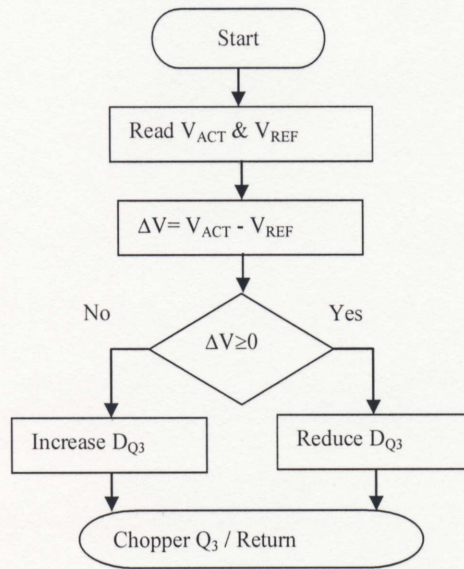 Start
Read V_ACT & V_REF
ΔV= V_ACT - V_REF
No
Yes
ΔV≥0
Increase D_Q3
Reduce D_Q3
Chopper Q_3 / Return